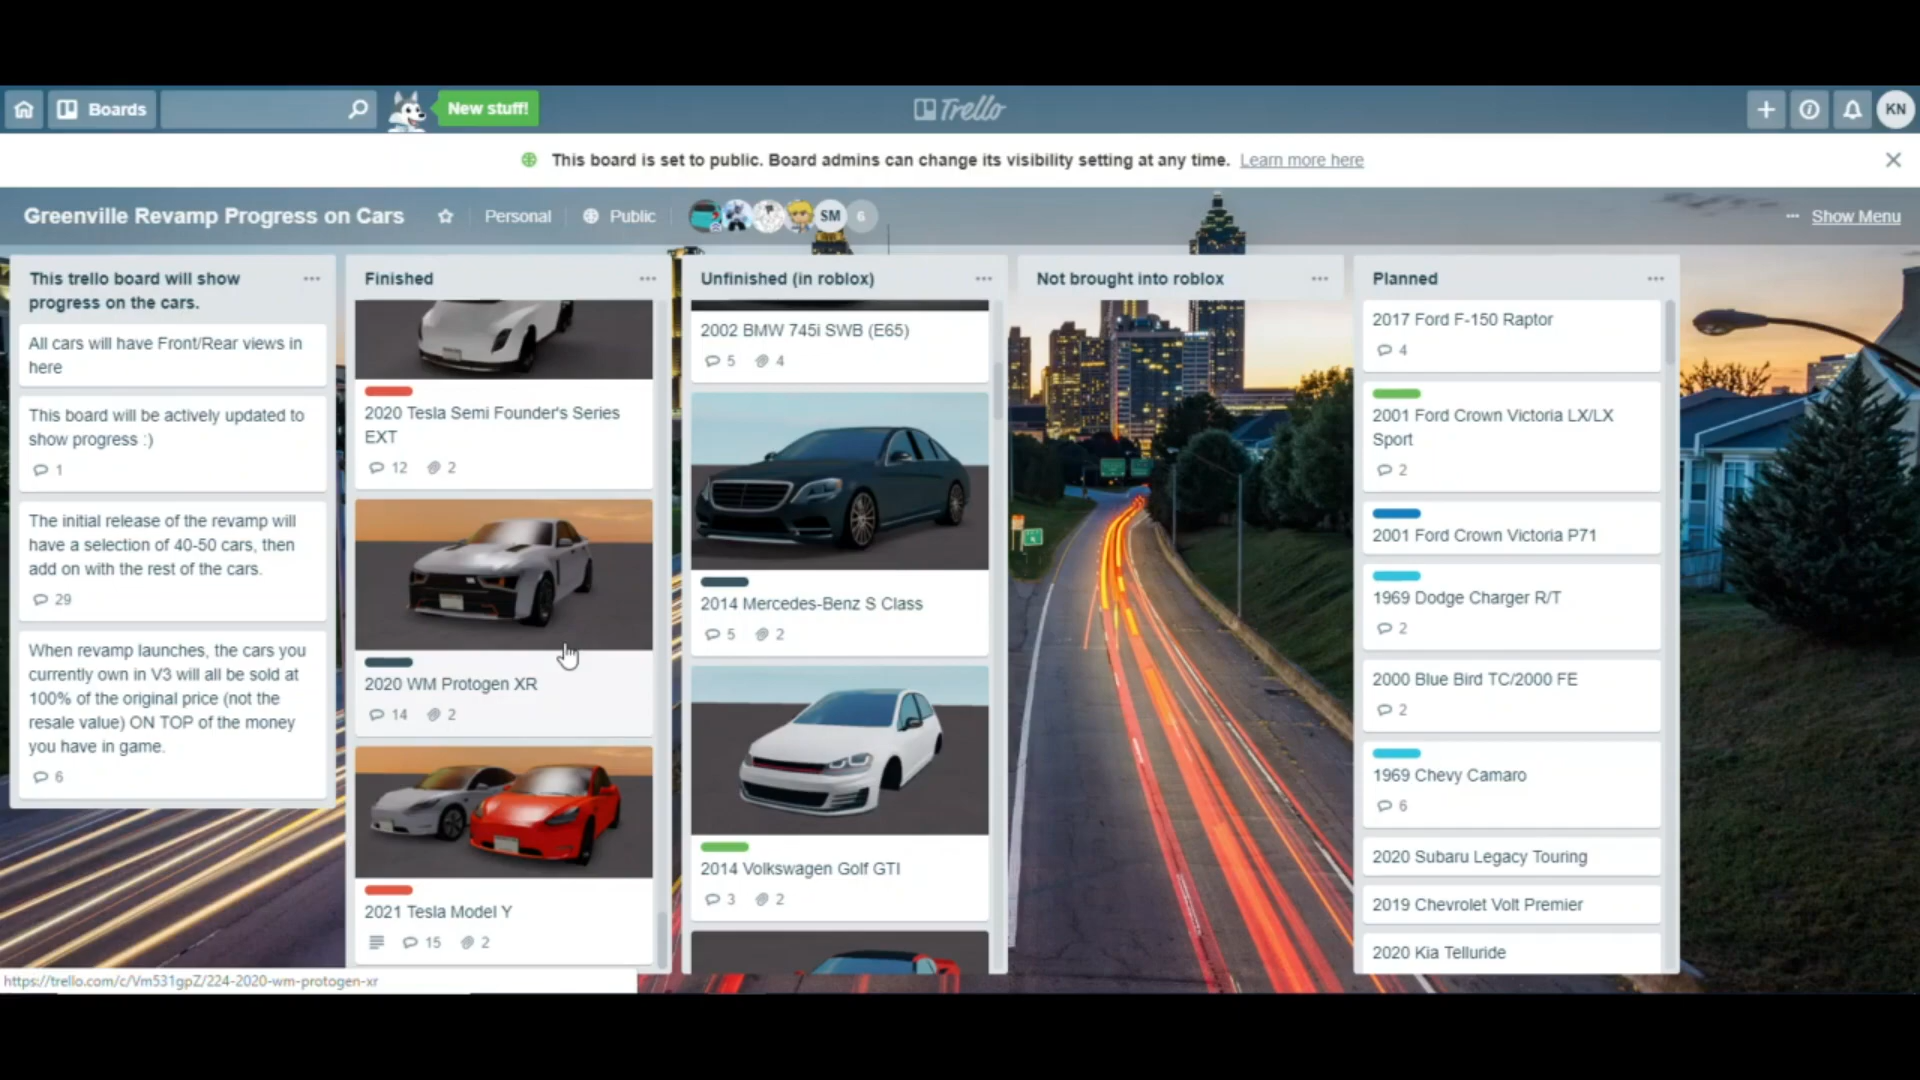 Boards
New stuff!
Trello
KN
This board is set to public. Board admins can change its visibility setting at any time. Learn more here
Greenville Revamp Progress on Cars
Personal
Public
SM
6
Show Menu
This trello board will show
progress on the cars.
All cars will have Front/Rear views in
here
This board will be actively updated to
show progress :)
1
The initial release of the revamp will
have a selection of 40-50 cars, then
add on with the rest of the cars.
29
When revamp launches, the cars you
currently own in V3 will all be sold at
100% of the original price (not the
resale value) ON TOP of the money
you have in game.
6
Finished
2020 Tesla Semi Founder's Series
EXT
12 2
2020 WM Protogen XR
14 2
2021 Tesla Model Y
15 2
Unfinished (in roblox)
2002 BMW 745i SWB (E65)
5 4
2014 Mercedes-Benz S Class
5 2
2014 Volkswagen Golf GTI
3 2
Not brought into roblox
Planned
2017 Ford F-150 Raptor
4
2001 Ford Crown Victoria LX/LX
Sport
2
2001 Ford Crown Victoria P71
1969 Dodge Charger R/T
2
2000 Blue Bird TC/2000 FE
2
1969 Chevy Camaro
6
2020 Subaru Legacy Touring
2019 Chevrolet Volt Premier
2020 Kia Telluride
https://trello.com/c/Vm531gpZ/224-2020-wm-protogen-xr